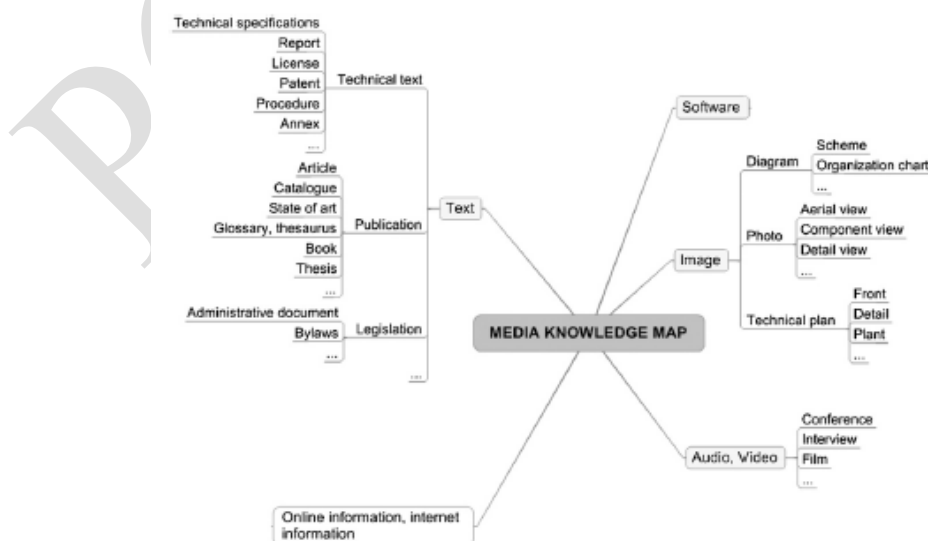 Technical specifications
Report
License
Patent
Procedure
Annex
...
Technical text
Article
Catalogue
State of art
Glossary, thesaurus
Book
Thesis
...
Publication
Administrative document
Bylaws
...
Legislation
...
Text
MEDIA KNOWLEDGE MAP
Software
Image
Diagram
Scheme
Organization chart
...
Photo
Aerial view
Component view
Detail view
...
Technical plan
Front
Detail
Plant
...
Audio, Video
Conference
Interview
Film
...
Online information, internet
information